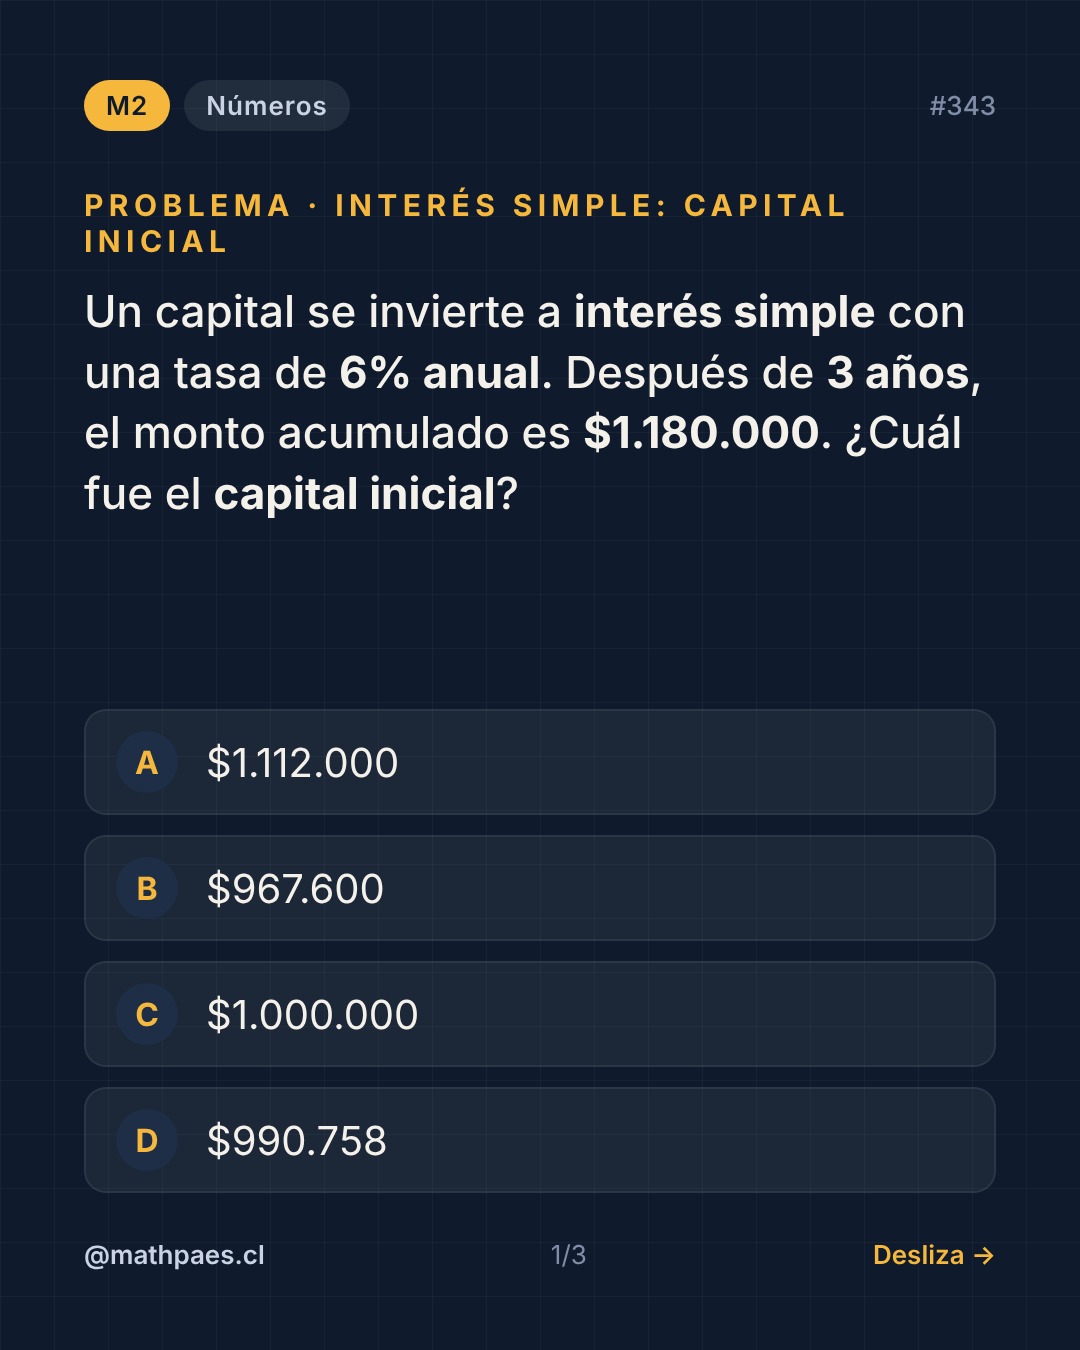 M2 Números #343
PROBLEMA · INTERÉS SIMPLE: CAPITAL
INICIAL
Un capital se invierte a interés simple con
una tasa de 6% anual. Después de 3 años,
el monto acumulado es $1.180.000. ¿Cuál
fue el capital inicial?
A $1.112.000
B $967.600
C $1.000.000
D $990.758
@mathpaes.cl 1/3 Desliza →